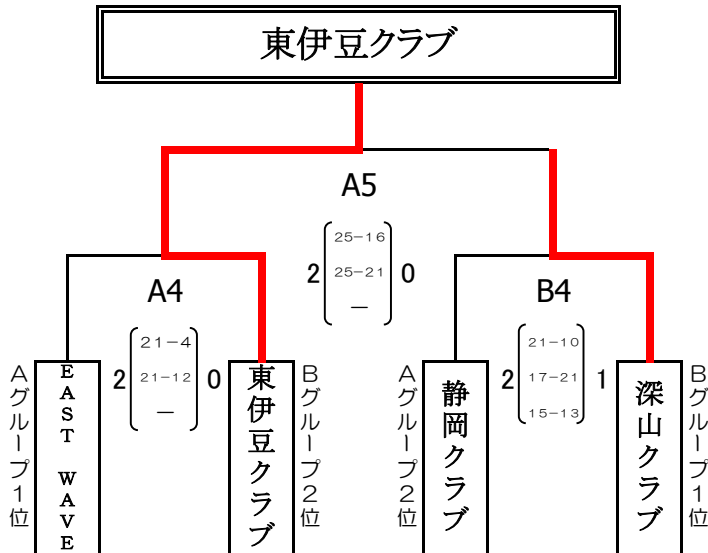 東伊豆クラブ
A5
25-16
2 25-21 0
—
A4
21-4
2 21-12 0
—
B4
21-10
2 17-21 1
15-13
Aグループ1位
EAST WAVE
東伊豆クラブ
Bグループ2位
Aグループ2位
静岡クラブ
深山クラブ
Bグループ1位